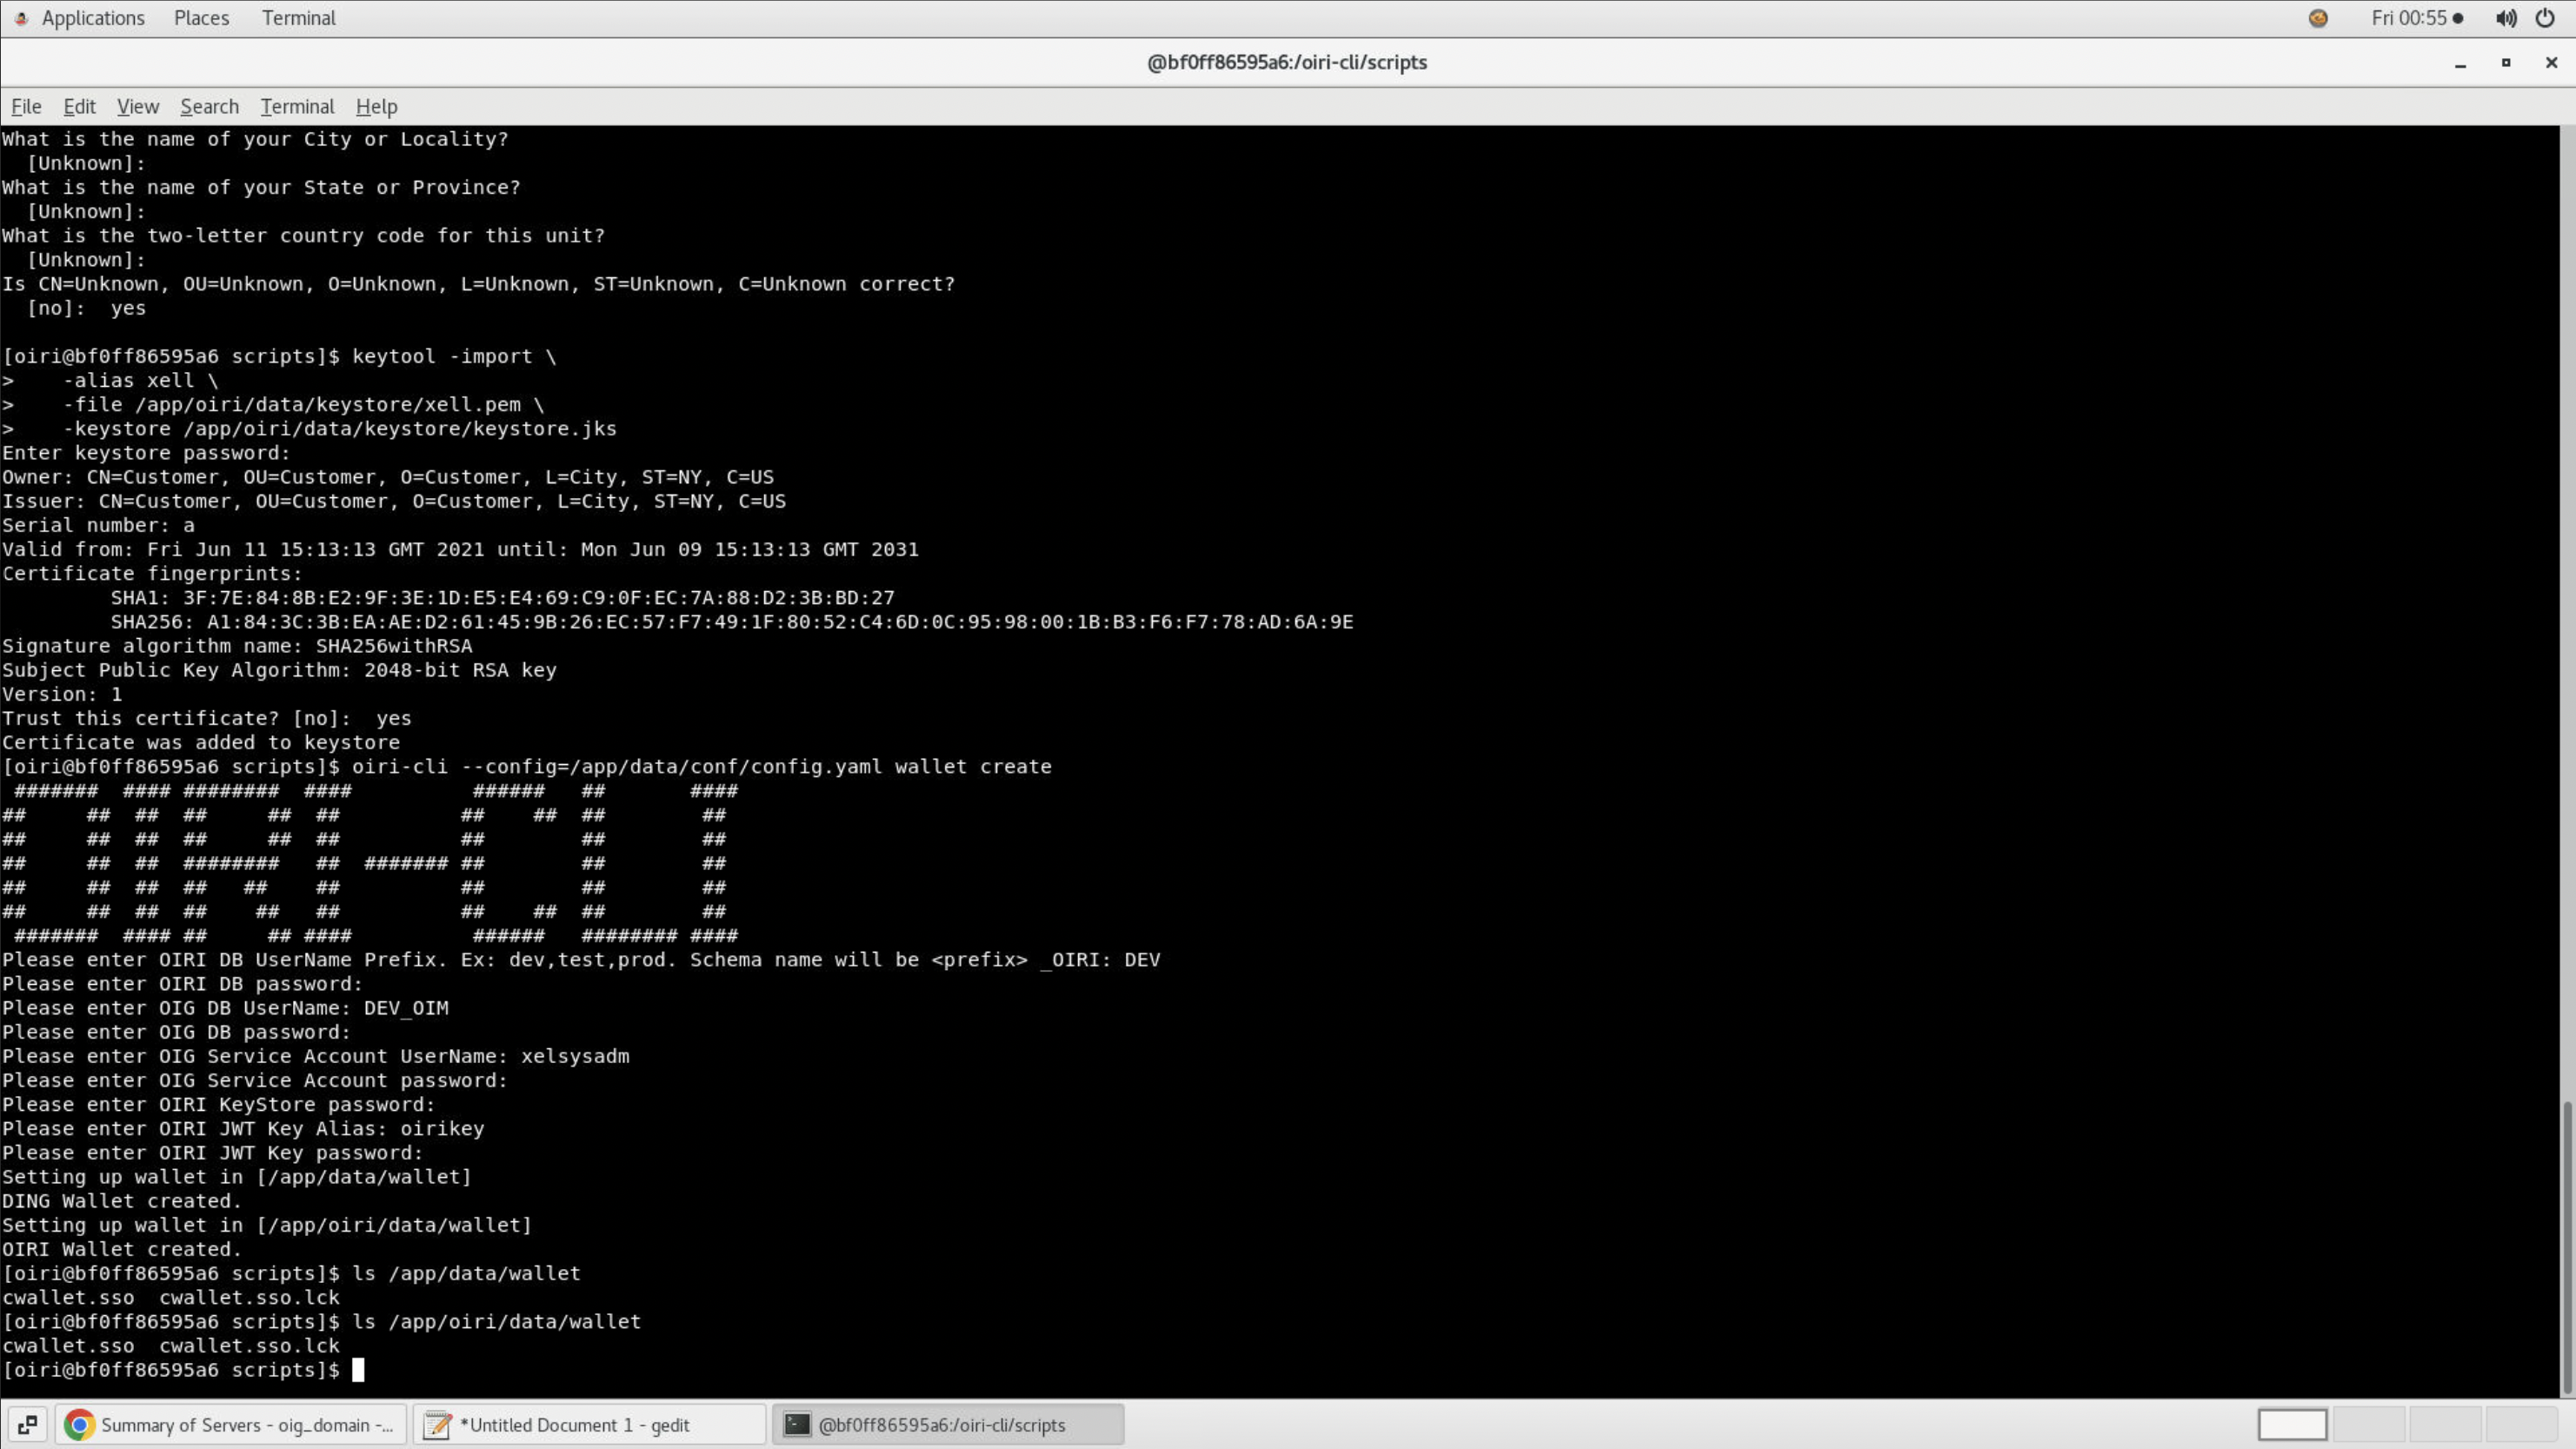 Applications Places Terminal Fri 00:55
@bf0ff86595a6:/oiri-cli/scripts
File Edit View Search Terminal Help
What is the name of your City or Locality?
  [Unknown]:
What is the name of your State or Province?
  [Unknown]:
What is the two-letter country code for this unit?
  [Unknown]:
Is CN=Unknown, OU=Unknown, O=Unknown, L=Unknown, ST=Unknown, C=Unknown correct?
  [no]:  yes

[oiri@bf0ff86595a6 scripts]$ keytool -import \
>    -alias xell \
>    -file /app/oiri/data/keystore/xell.pem \
>    -keystore /app/oiri/data/keystore/keystore.jks
Enter keystore password:
Owner: CN=Customer, OU=Customer, O=Customer, L=City, ST=NY, C=US
Issuer: CN=Customer, OU=Customer, O=Customer, L=City, ST=NY, C=US
Serial number: a
Valid from: Fri Jun 11 15:13:13 GMT 2021 until: Mon Jun 09 15:13:13 GMT 2031
Certificate fingerprints:
         SHA1: 3F:7E:84:8B:E2:9F:3E:1D:E5:E4:69:C9:0F:EC:7A:88:D2:3B:BD:27
         SHA256: A1:84:3C:3B:EA:AE:D2:61:45:9B:26:EC:57:F7:49:1F:80:52:C4:6D:0C:95:98:00:1B:B3:F6:F7:78:AD:6A:9E
Signature algorithm name: SHA256withRSA
Subject Public Key Algorithm: 2048-bit RSA key
Version: 1
Trust this certificate? [no]:  yes
Certificate was added to keystore
[oiri@bf0ff86595a6 scripts]$ oiri-cli --config=/app/data/conf/config.yaml wallet create
 #######  #### ########  ####          ######   ##       ####
##     ##  ##  ##     ##  ##          ##    ##  ##        ##
##     ##  ##  ##     ##  ##          ##        ##        ##
##     ##  ##  ########   ##  ####### ##        ##        ##
##     ##  ##  ##   ##    ##          ##        ##        ##
##     ##  ##  ##    ##   ##          ##    ##  ##        ##
 #######  #### ##     ## ####          ######   ######## ####
Please enter OIRI DB UserName Prefix. Ex: dev,test,prod. Schema name will be <prefix> _OIRI: DEV
Please enter OIRI DB password:
Please enter OIG DB UserName: DEV_OIM
Please enter OIG DB password:
Please enter OIG Service Account UserName: xelsysadm
Please enter OIG Service Account password:
Please enter OIRI KeyStore password:
Please enter OIRI JWT Key Alias: oirikey
Please enter OIRI JWT Key password:
Setting up wallet in [/app/data/wallet]
DING Wallet created.
Setting up wallet in [/app/oiri/data/wallet]
OIRI Wallet created.
[oiri@bf0ff86595a6 scripts]$ ls /app/data/wallet
cwallet.sso  cwallet.sso.lck
[oiri@bf0ff86595a6 scripts]$ ls /app/oiri/data/wallet
cwallet.sso  cwallet.sso.lck
[oiri@bf0ff86595a6 scripts]$
Summary of Servers - oig_domain -... *Untitled Document 1 - gedit @bf0ff86595a6:/oiri-cli/scripts